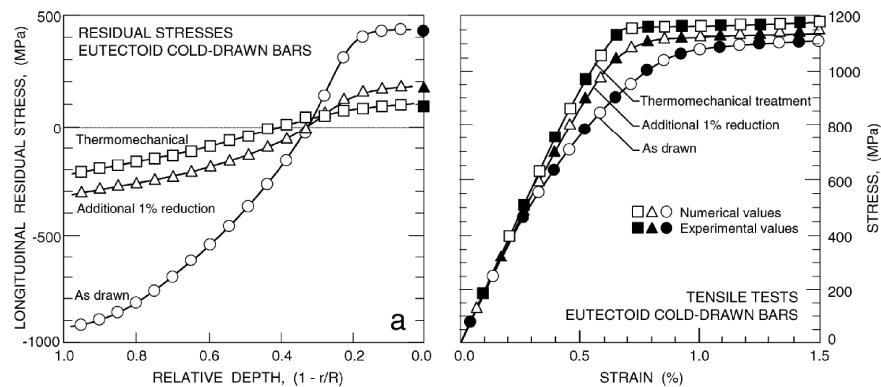 RESIDUAL STRESSES
EUTECTOID COLD-DRAWN BARS
LONGITUDINAL RESIDUAL STRESS, (MPa)
500
0
-500
-1000
Thermomechanical
Additional 1% reduction
As drawn
a
1.0 0.8 0.6 0.4 0.2 0.0
RELATIVE DEPTH, (1 - r/R)
1200
1000
800
600
400
200
0
STRESS, (MPa)
Thermomechanical treatment
Additional 1% reduction
As drawn
Numerical values
Experimental values
TENSILE TESTS
EUTECTOID COLD-DRAWN BARS
0.0 0.5 1.0 1.5
STRAIN (%)